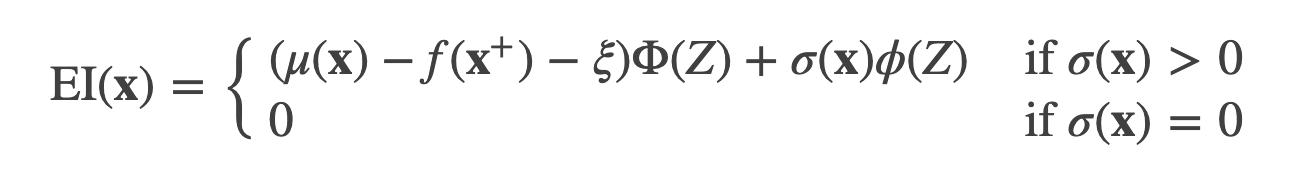 EI(𝐱) = { (μ(𝐱) − f(𝐱⁺) − ξ)Φ(Z) + σ(𝐱)ϕ(Z) if σ(𝐱) > 0
0 if σ(𝐱) = 0